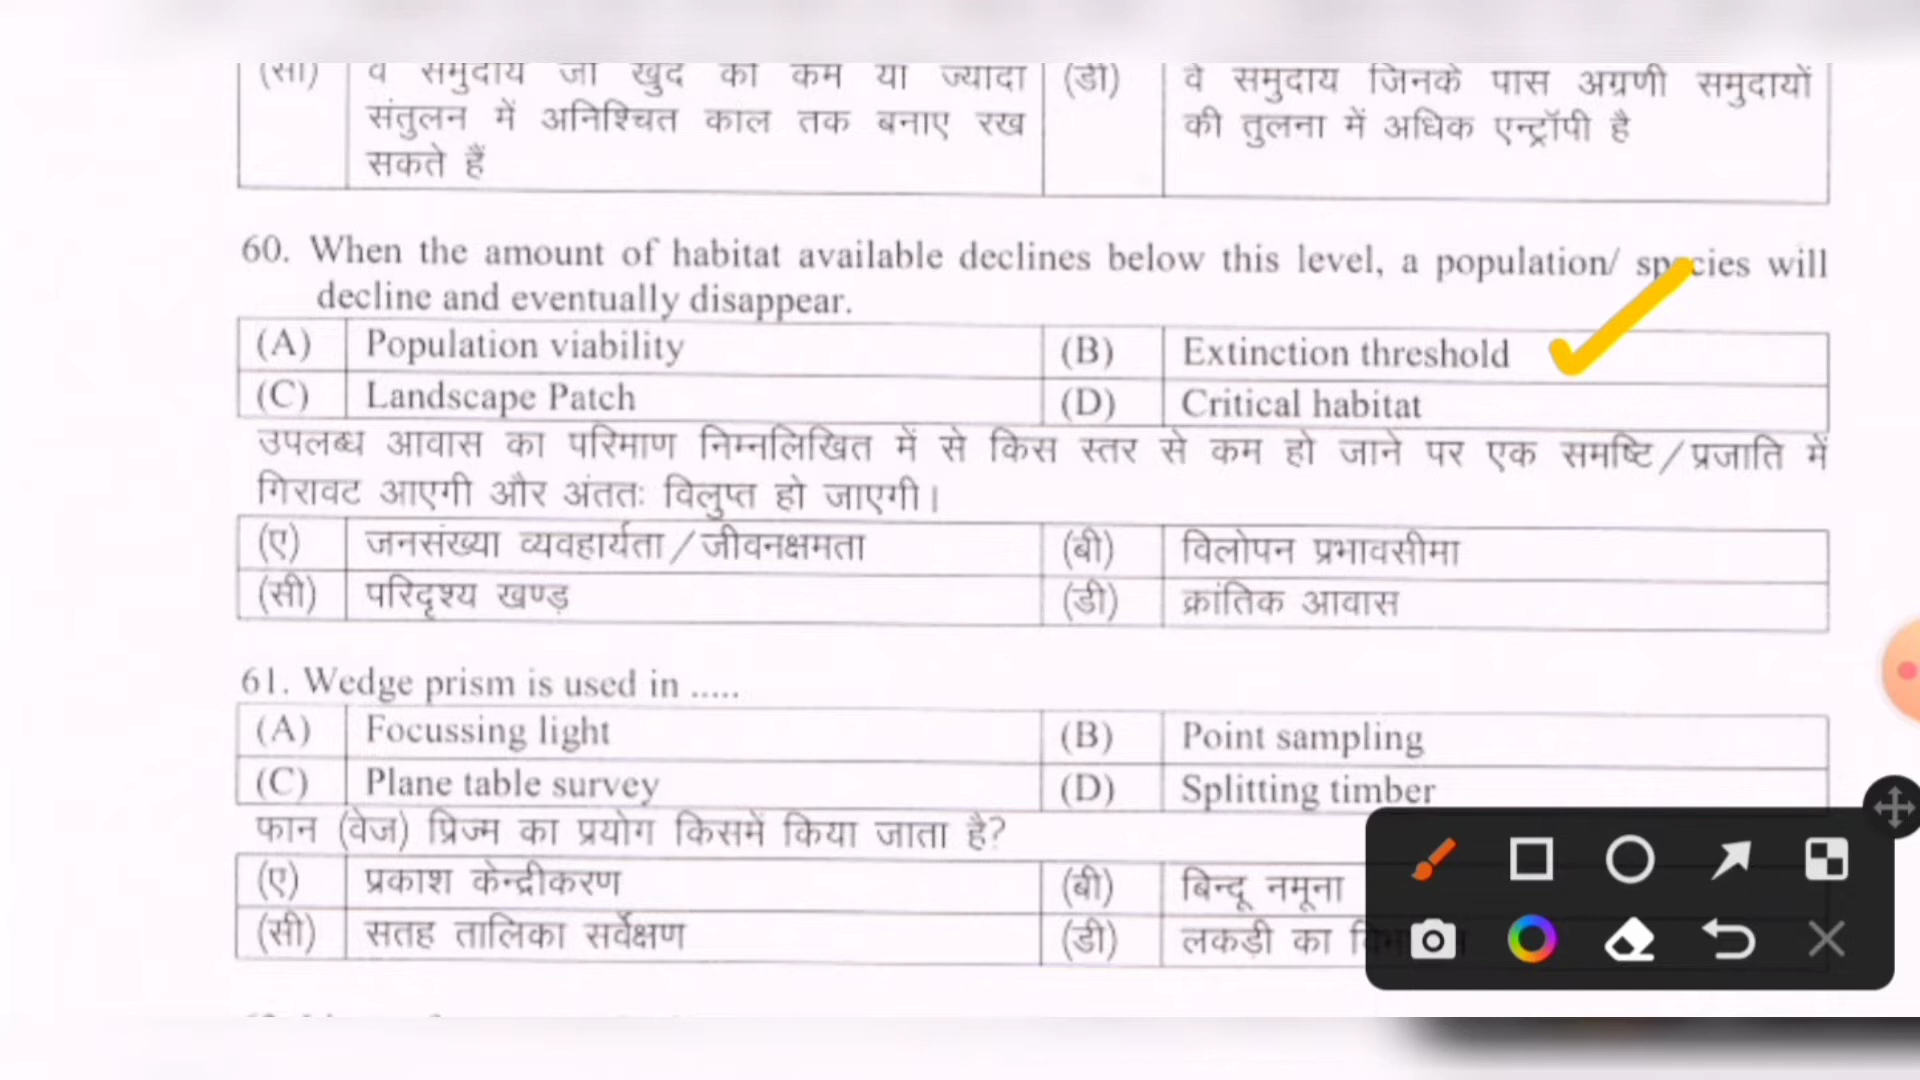 (सी) वे समुदाय जो खुद को कम या ज्यादा (डी) वे समुदाय जिनके पास अग्रणी समुदायों
संतुलन में अनिश्चित काल तक बनाए रख की तुलना में अधिक एन्ट्रॉपी है
सकते हैं
60. When the amount of habitat available declines below this level, a population/ species will
decline and eventually disappear.
(A) Population viability (B) Extinction threshold
(C) Landscape Patch (D) Critical habitat
उपलब्ध आवास का परिमाण निम्नलिखित में से किस स्तर से कम हो जाने पर एक समष्टि/प्रजाति में
गिरावट आएगी और अंततः विलुप्त हो जाएगी।
(ए) जनसंख्या व्यवहार्यता/जीवनक्षमता (बी) विलोपन प्रभावसीमा
(सी) परिदृश्य खण्ड़ (डी) क्रांतिक आवास
61. Wedge prism is used in .....
(A) Focussing light (B) Point sampling
(C) Plane table survey (D) Splitting timber
फान (वेज) प्रिज्म का प्रयोग किसमें किया जाता है?
(ए) प्रकाश केन्द्रीकरण (बी) बिन्दू नमूना
(सी) सतह तालिका सर्वेक्षण (डी) लकड़ी का